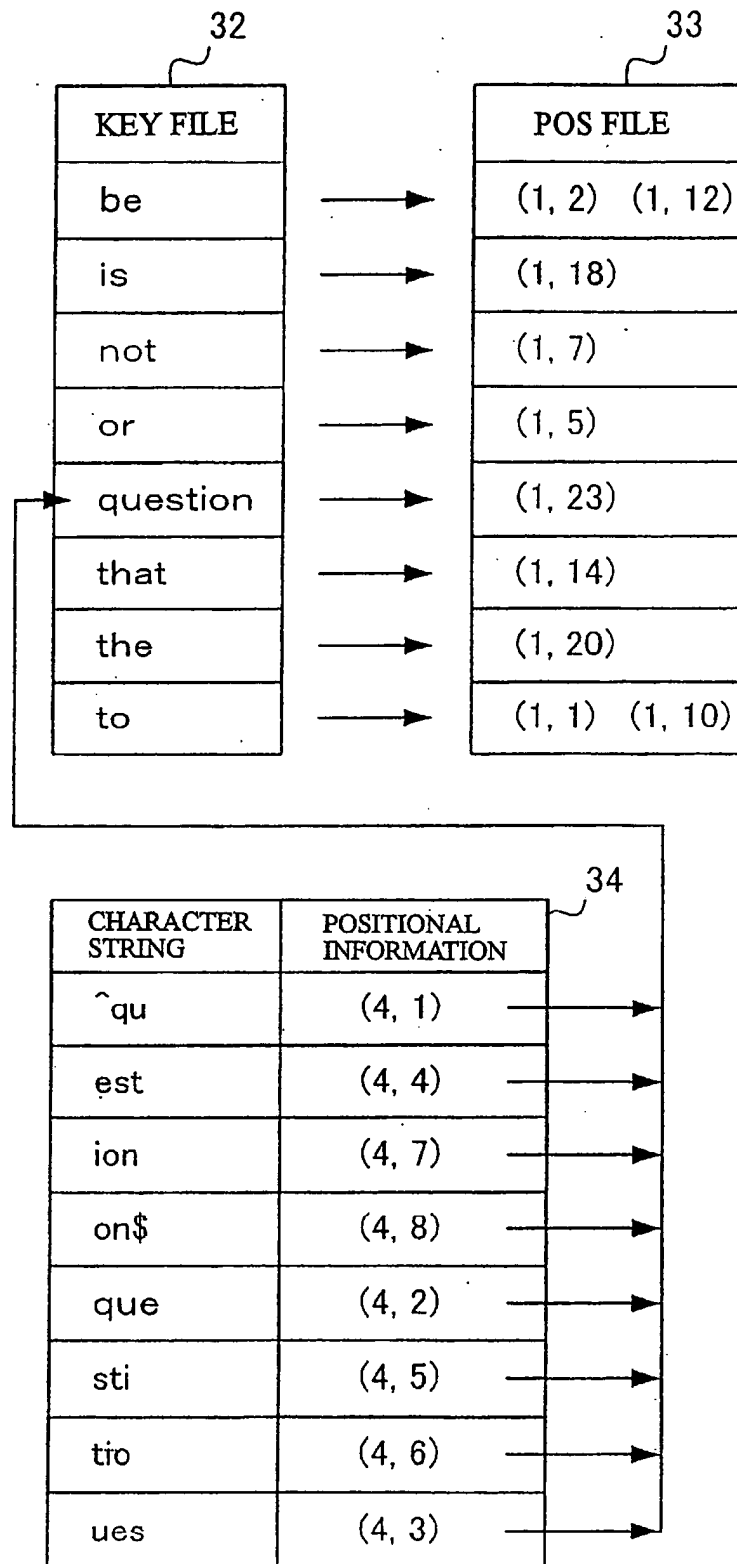 32
33
KEY FILE
POS FILE
be
(1, 2) (1, 12)
is
(1, 18)
not
(1, 7)
or
(1, 5)
question
(1, 23)
that
(1, 14)
the
(1, 20)
to
(1, 1) (1, 10)
34
CHARACTER
STRING
POSITIONAL
INFORMATION
^qu
(4, 1)
est
(4, 4)
ion
(4, 7)
on$
(4, 8)
que
(4, 2)
sti
(4, 5)
tio
(4, 6)
ues
(4, 3)